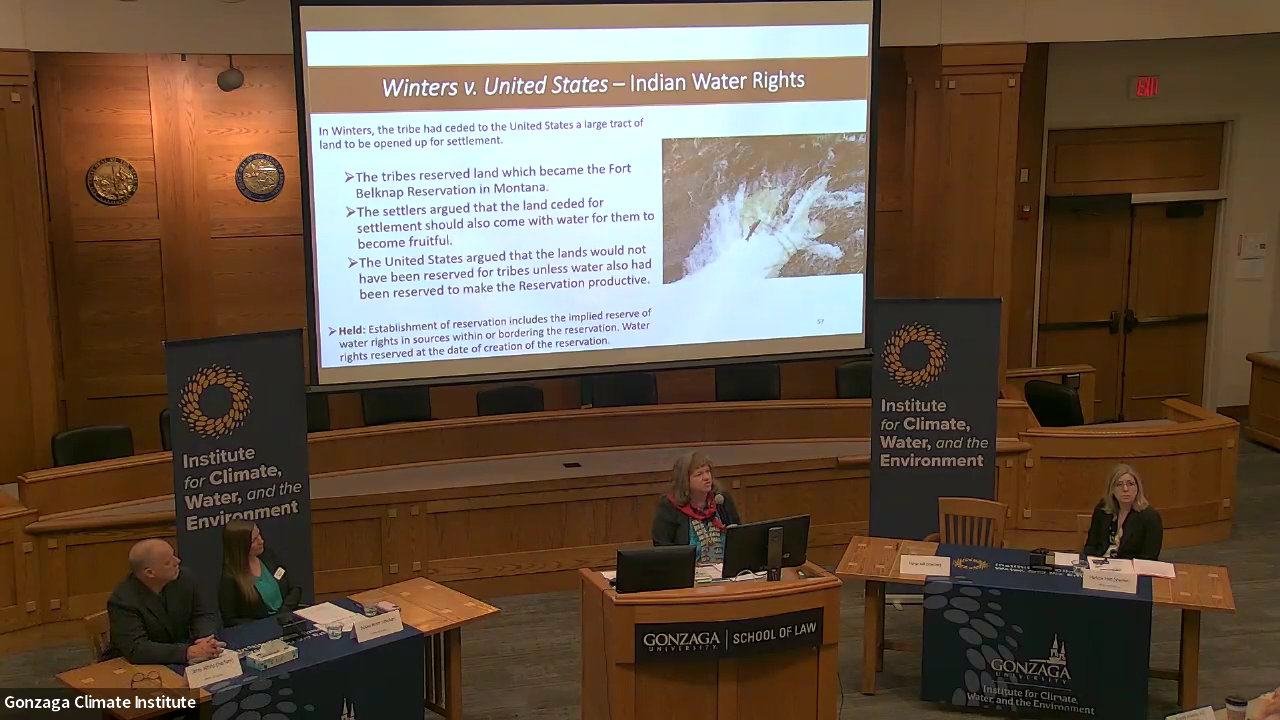 Winters v. United States – Indian Water Rights
In Winters, the tribe had ceded to the United States a large tract of
land to be opened up for settlement.
➢The tribes reserved land which became the Fort
Belknap Reservation in Montana.
➢The settlers argued that the land ceded for
settlement should also come with water for them to
become fruitful.
➢The United States argued that the lands would not
have been reserved for tribes unless water also had
been reserved to make the Reservation productive.
➢Held: Establishment of reservation includes the implied reserve of
water rights in sources within or bordering the reservation. Water
rights reserved at the date of creation of the reservation.
57
EXIT
Institute
for Climate,
Water, and the
Environment
Institute
for Climate,
Water, and the
Environment
GONZAGA
UNIVERSITY
SCHOOL OF LAW
GONZAGA
UNIVERSITY
Institute for Climate,
Water, and the Environment
Gonzaga Climate Institute